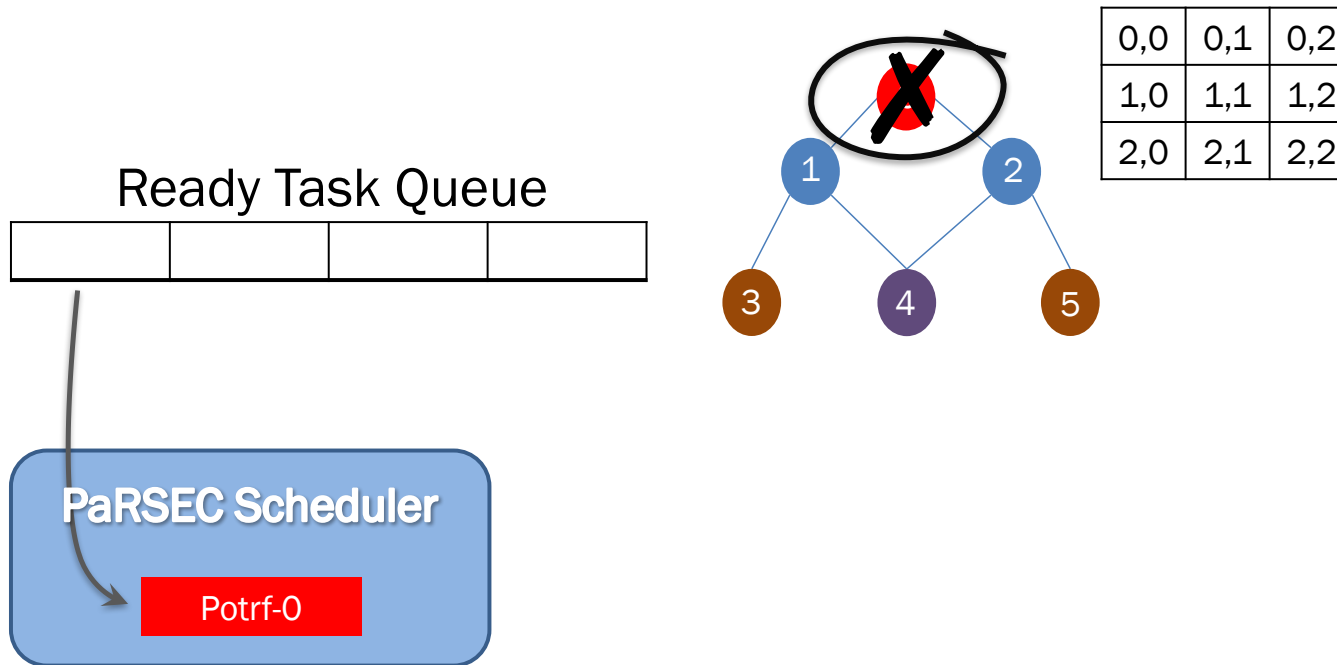 0,0 0,1 0,2
1,0 1,1 1,2
2,0 2,1 2,2
1 2
Ready Task Queue
3 4 5
PaRSEC Scheduler
Potrf-0